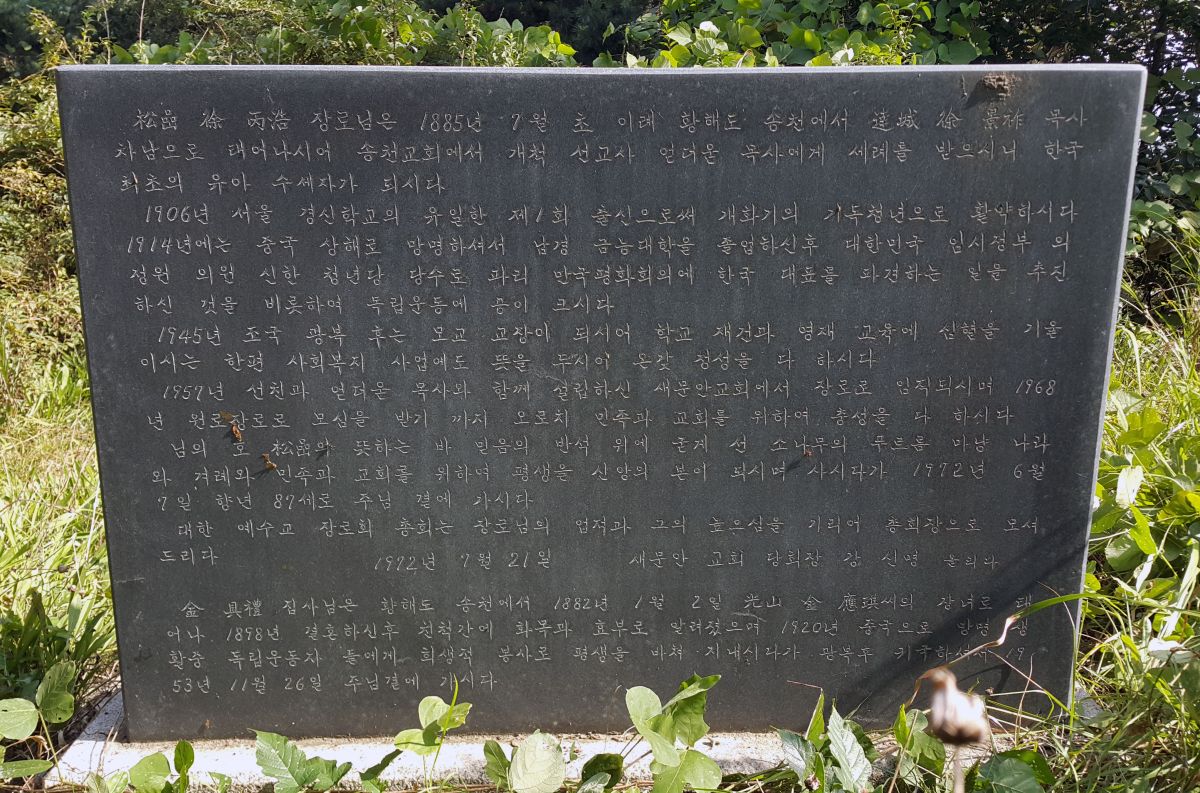 松嵒 徐 丙浩 장로님은 1885년 7월 초 이레 황해도 송천에서 達城 徐 景祚 목사
차남으로 태어나시어 송천교회에서 개척 선교사 언더운 목사에게 세례를 받으시니 한국
최초의 유아 수세자가 되시다
1906년 서울 경신학교의 유일한 제1회 출신으로써 개화기의 기독청년으로 활약하시다
1914년에는 중국 상해로 망명하셔서 남경 금능대학을 졸업하신후 대한민국 임시정부 의
정원 의원 신한 청년당 당수로 파리 만국평화회의에 한국 대표를 파견하는 일을 추진
하신 것을 비롯하여 독립운동에 공이 크시다
1945년 조국 광복 후는 모교 교장이 되시어 학교 재건과 영재 교육에 심혈을 기울
이시는 한편 사회복지 사업에도 뜻을 두시어 온갖 정성을 다 하시다
1957년 선친과 언더운 목사와 함께 설립하신 새문안교회에서 장로로 임직되시며 1968
년 원로장로로 모심을 받기 까지 오로지 민족과 교회를 위하여 충성을 다 하시다
님의 호 松嵒이 뜻하는 바 믿음의 반석 위에 굳게 선 소나무의 푸르름 마냥 나라
와 겨레와 민족과 교회를 위하여 평생을 신앙의 본이 되시며 사시다가 1972년 6월
7일 향년 87세로 주님 곁에 가시다
대한 예수교 장로회 총회는 장로님의 업적과 그의 높으심을 기리어 총회장으로 모셔
드리다 1972년 7월 21일 새문안 교회 당회장 강 신명 올리다
金 具禮 집사님은 황해도 송천에서 1882년 1월 2일 光山 金 應琪씨의 장녀로 태
어나 1898년 결혼하신후 친척간에 화목과 효부로 알려졌으며 1920년 중국으로 망명 생
활중 독립운동자 들에게 희생적 봉사로 평생을 바쳐 지내시다가 광복후 귀국하셔서 19
53년 11월 26일 주님곁에 가시다